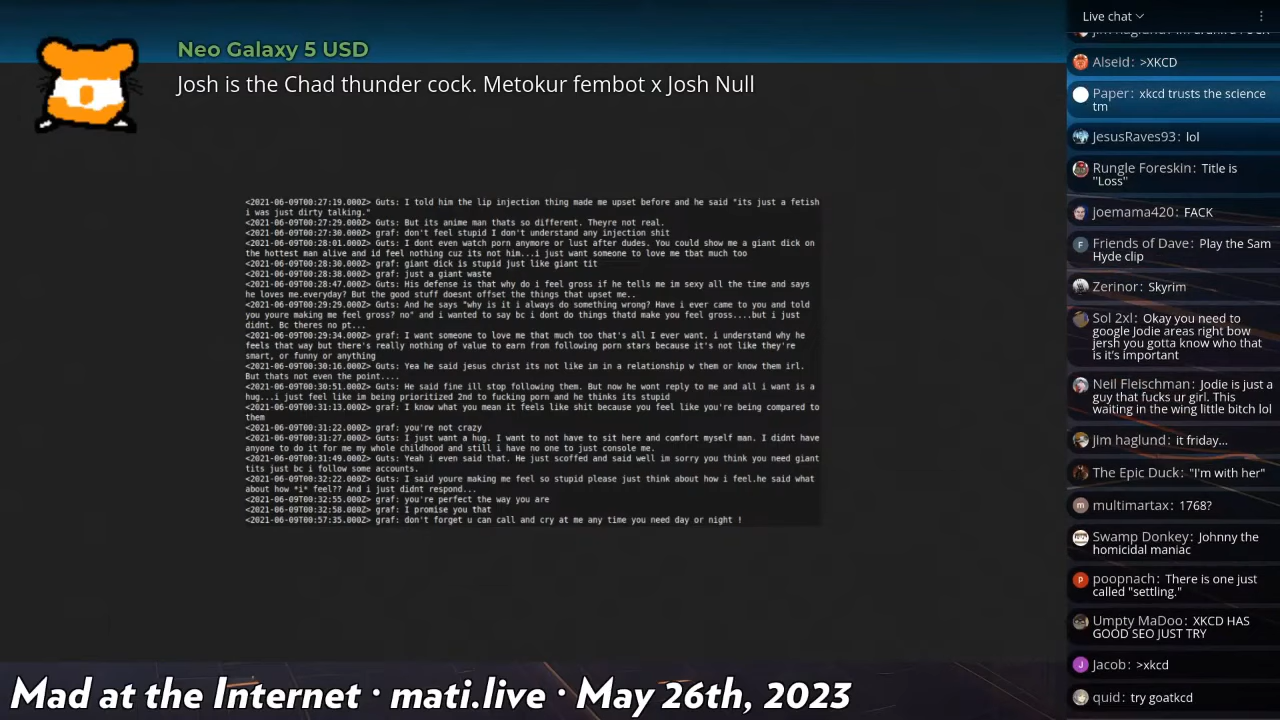 Neo Galaxy 5 USD
Josh is the Chad thunder cock. Metokur fembot x Josh Null
<2021-06-09T00:27:19.000Z> Guts: I told him the lip injection thing made me upset before and he said "its just a fetish
i was just dirty talking."
<2021-06-09T00:27:29.000Z> Guts: But its anime man thats so different. Theyre not real.
<2021-06-09T00:27:30.000Z> graf: don't feel stupid I don't understand any injection shit
<2021-06-09T00:28:01.000Z> Guts: I dont even watch porn anymore or lust after dudes. You could show me a giant dick on
the hottest man alive and id feel nothing cuz its not him...i just want someone to love me tbat much too
<2021-06-09T00:28:30.000Z> graf: giant dick is stupid just like giant tit
<2021-06-09T00:28:38.000Z> graf: just a giant waste
<2021-06-09T00:28:47.000Z> Guts: His defense is that why do i feel gross if he tells me im sexy all the time and says
he loves me.everyday? But the good stuff doesnt offset the things that upset me..
<2021-06-09T00:29:29.000Z> Guts: And he says "why is it i always do something wrong? Have i ever came to you and told
you youre making me feel gross? no" and i wanted to say bc i dont do things thatd make you feel gross....but i just
didnt. Bc theres no pt...
<2021-06-09T00:29:34.000Z> graf: I want someone to love me that much too that's all I ever want. i understand why he
feels that way but there's really nothing of value to earn from following porn stars because it's not like they're
smart, or funny or anything
<2021-06-09T00:30:16.000Z> Guts: Yea he said jesus christ its not like im in a relationship w them or know them irl.
But thats not even the point....
<2021-06-09T00:30:51.000Z> Guts: He said fine ill stop following them. But now he wont reply to me and all i want is a
hug...i just feel like im being prioritized 2nd to fucking porn and he thinks its stupid
<2021-06-09T00:31:13.000Z> graf: I know what you mean it feels like shit because you feel like you're being compared to
them
<2021-06-09T00:31:22.000Z> graf: you're not crazy
<2021-06-09T00:31:27.000Z> Guts: I just want a hug. I want to not have to sit here and comfort myself man. I didnt have
anyone to do it for me my whole childhood and still i have no one to just console me.
<2021-06-09T00:31:49.000Z> Guts: Yeah i even said that. He just scoffed and said well im sorry you think you need giant
tits just bc i follow some accounts.
<2021-06-09T00:32:22.000Z> Guts: I said youre making me feel so stupid please just think about how i feel.he said what
about how *i* feel?? And i just didnt respond...
<2021-06-09T00:32:55.000Z> graf: you're perfect the way you are
<2021-06-09T00:32:58.000Z> graf: I promise you that
<2021-06-09T00:57:35.000Z> graf: don't forget u can call and cry at me any time you need day or night !
Live chat
Alseid: >XKCD
Paper: xkcd trusts the science
tm
JesusRaves93: lol
Rungle Foreskin: Title is
"Loss"
Joemama420: FACK
Friends of Dave: Play the Sam
Hyde clip
Zerinor: Skyrim
Sol 2xl: Okay you need to
google Jodie areas right bow
jersh you gotta know who that
is it's important
Neil Fleischman: Jodie is just a
guy that fucks ur girl. This
waiting in the wing little bitch lol
Jim haglund: it friday...
The Epic Duck: "I'm with her"
multimartax: 1768?
Swamp Donkey: Johnny the
homicidal maniac
poopnach: There is one just
called "settling."
Umpty MaDoo: XKCD HAS
GOOD SEO JUST TRY
Jacob: >xkcd
quid: try goatkcd
Mad at the Internet · mati.live · May 26th, 2023